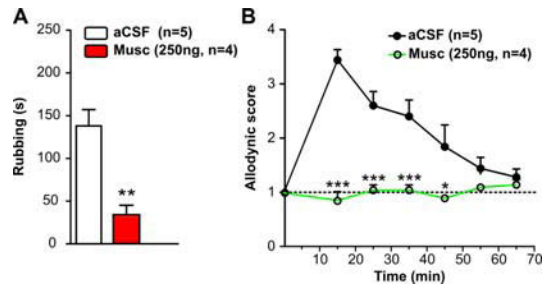 A
aCSF (n=5)
Musc (250ng, n=4)
Rubbing (s)
250
200
150
100
50
0
**
B
aCSF (n=5)
Musc (250ng, n=4)
Allodynic score
4
3
2
1
0
*** *** *** *
10 20 30 40 50 60 70
Time (min)